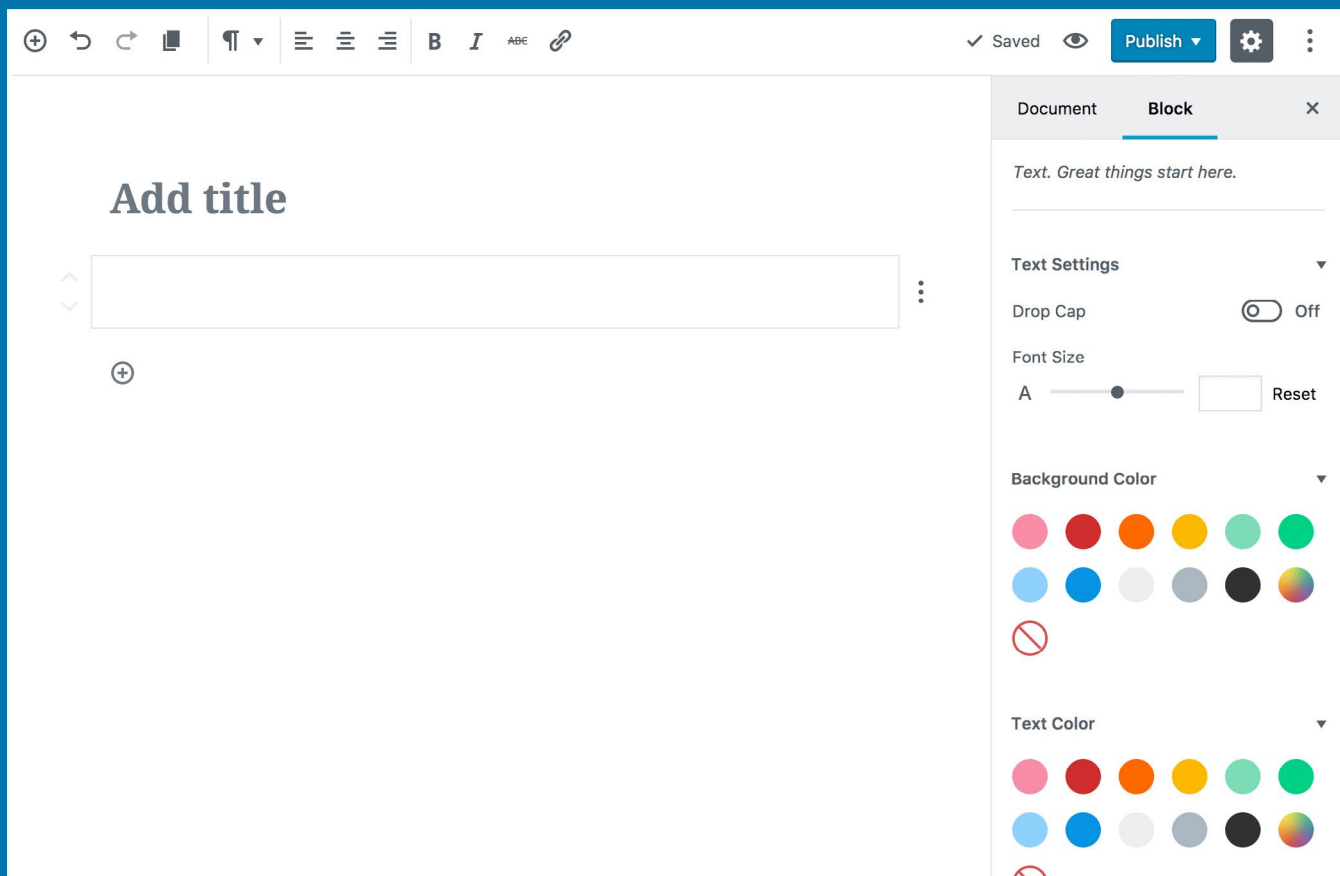 B I ABC
Saved
Publish
Document Block
Text. Great things start here.
Add title
Text Settings
Drop Cap Off
Font Size
A Reset
Background Color
Text Color